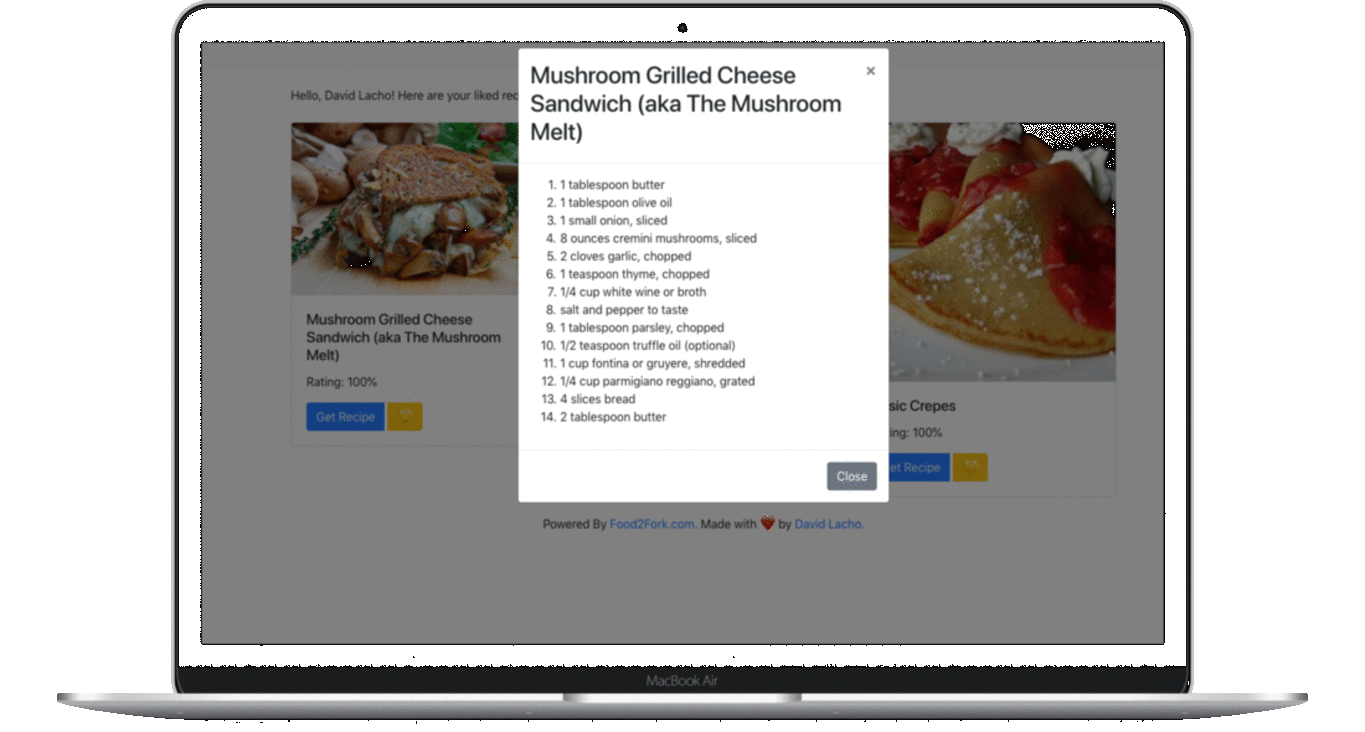 Hello, David Lacho! Here are your liked
Mushroom Grilled Cheese
Sandwich (aka The Mushroom
Melt)
×
1. 1 tablespoon butter
2. 1 tablespoon olive oil
3. 1 small onion, sliced
4. 8 ounces cremini mushrooms, sliced
5. 2 cloves garlic, chopped
6. 1 teaspoon thyme, chopped
7. 1/4 cup white wine or broth
8. salt and pepper to taste
9. 1 tablespoon parsley, chopped
10. 1/2 teaspoon truffle oil (optional)
11. 1 cup fontina or gruyere, shredded
12. 1/4 cup parmigiano reggiano, grated
13. 4 slices bread
14. 2 tablespoon butter
Close
Mushroom Grilled Cheese
Sandwich (aka The Mushroom
Melt)
Rating: 100%
Get Recipe
sic Crepes
ing: 100%
et Recipe
Powered By Food2Fork.com. Made with ❤️ by David Lacho.
MacBook Air